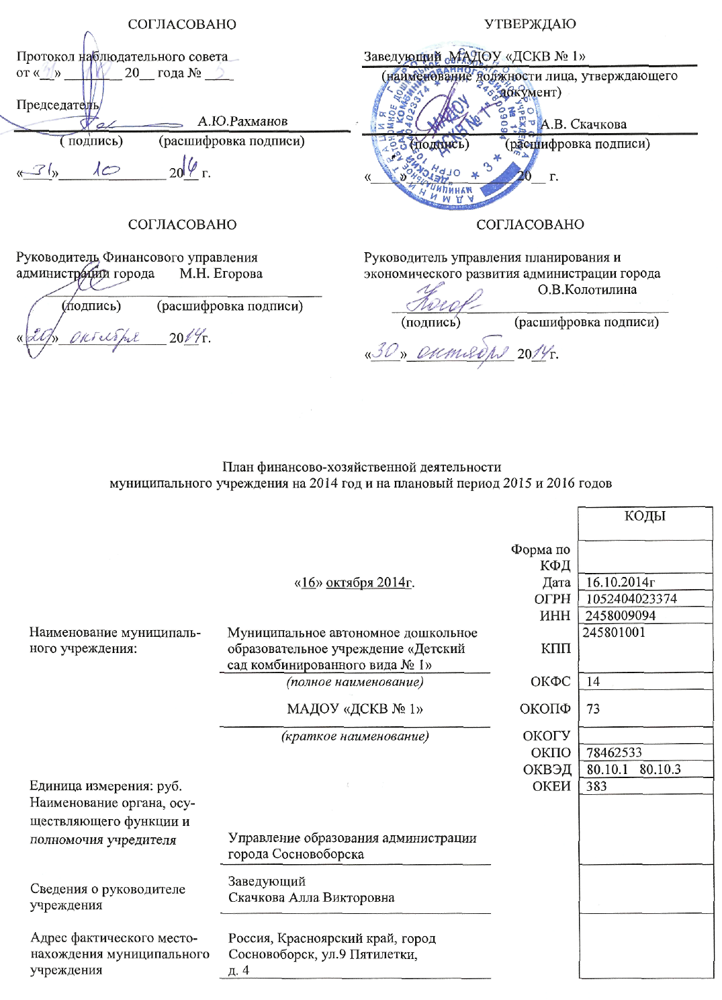 СОГЛАСОВАНО
Протокол наблюдательного совета
от «__» ________ 20__ года № ____
Председатель
А.Ю.Рахманов
( подпись) (расшифровка подписи)
«31» 10 2014 г.
УТВЕРЖДАЮ
Заведующий МАДОУ «ДСКВ № 1»
(наименование должности лица, утверждающего
документ)
А.В. Скачкова
(подпись) (расшифровка подписи)
«____» ______________ 20__ г.
МАДОУ
"ДСКВ № 1"
СОГЛАСОВАНО
Руководитель Финансового управления
администрации города М.Н. Егорова
(подпись) (расшифровка подписи)
«29» октября 2014 г.
СОГЛАСОВАНО
Руководитель управления планирования и
экономического развития администрации города
О.В.Колотилина
(подпись) (расшифровка подписи)
«30» октября 2014 г.
План финансово-хозяйственной деятельности
муниципального учреждения на 2014 год и на плановый период 2015 и 2016 годов
КОДЫ
Форма по
КФД
«16» октября 2014г. Дата 16.10.2014г
ОГРН 1052404023374
ИНН 2458009094
Наименование муниципаль- Муниципальное автономное дошкольное 245801001
ного учреждения: образовательное учреждение «Детский КПП
сад комбинированного вида № 1»
(полное наименование) ОКФС 14
МАДОУ «ДСКВ № 1» ОКОПФ 73
(краткое наименование) ОКОГУ
ОКПО 78462533
ОКВЭД 80.10.1 80.10.3
Единица измерения: руб. ОКЕИ 383
Наименование органа, осу-
ществляющего функции и
полномочия учредителя
Управление образования администрации
города Сосновоборска
Сведения о руководителе
учреждения
Заведующий
Скачкова Алла Викторовна
Адрес фактического место-
нахождения муниципального
учреждения
Россия, Красноярский край, город
Сосновоборск, ул.9 Пятилетки,
д. 4